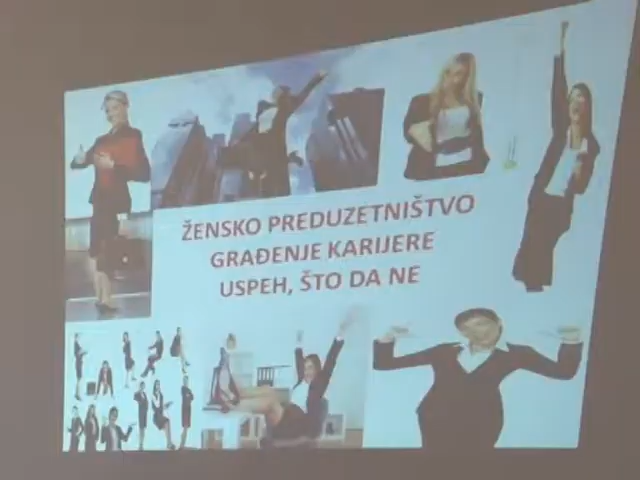 ŽENSKO PREDUZETNIŠTVO
GRAĐENJE KARIJERE
USPEH, ŠTO DA NE